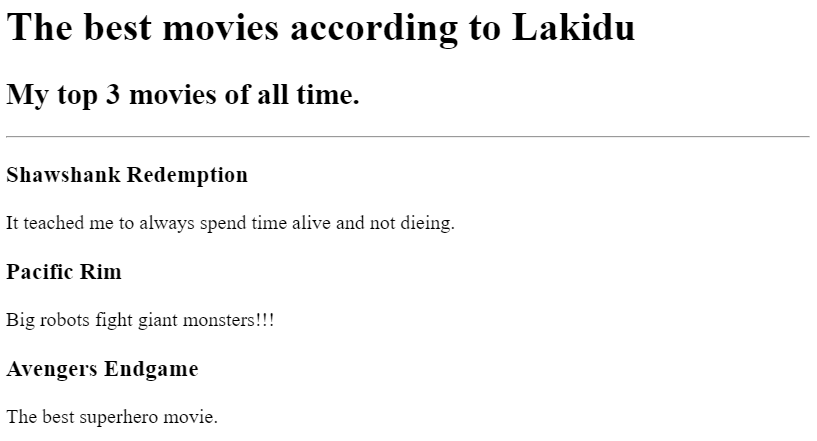 The best movies according to Lakidu
My top 3 movies of all time.
Shawshank Redemption
It teached me to always spend time alive and not dieing.
Pacific Rim
Big robots fight giant monsters!!!
Avengers Endgame
The best superhero movie.